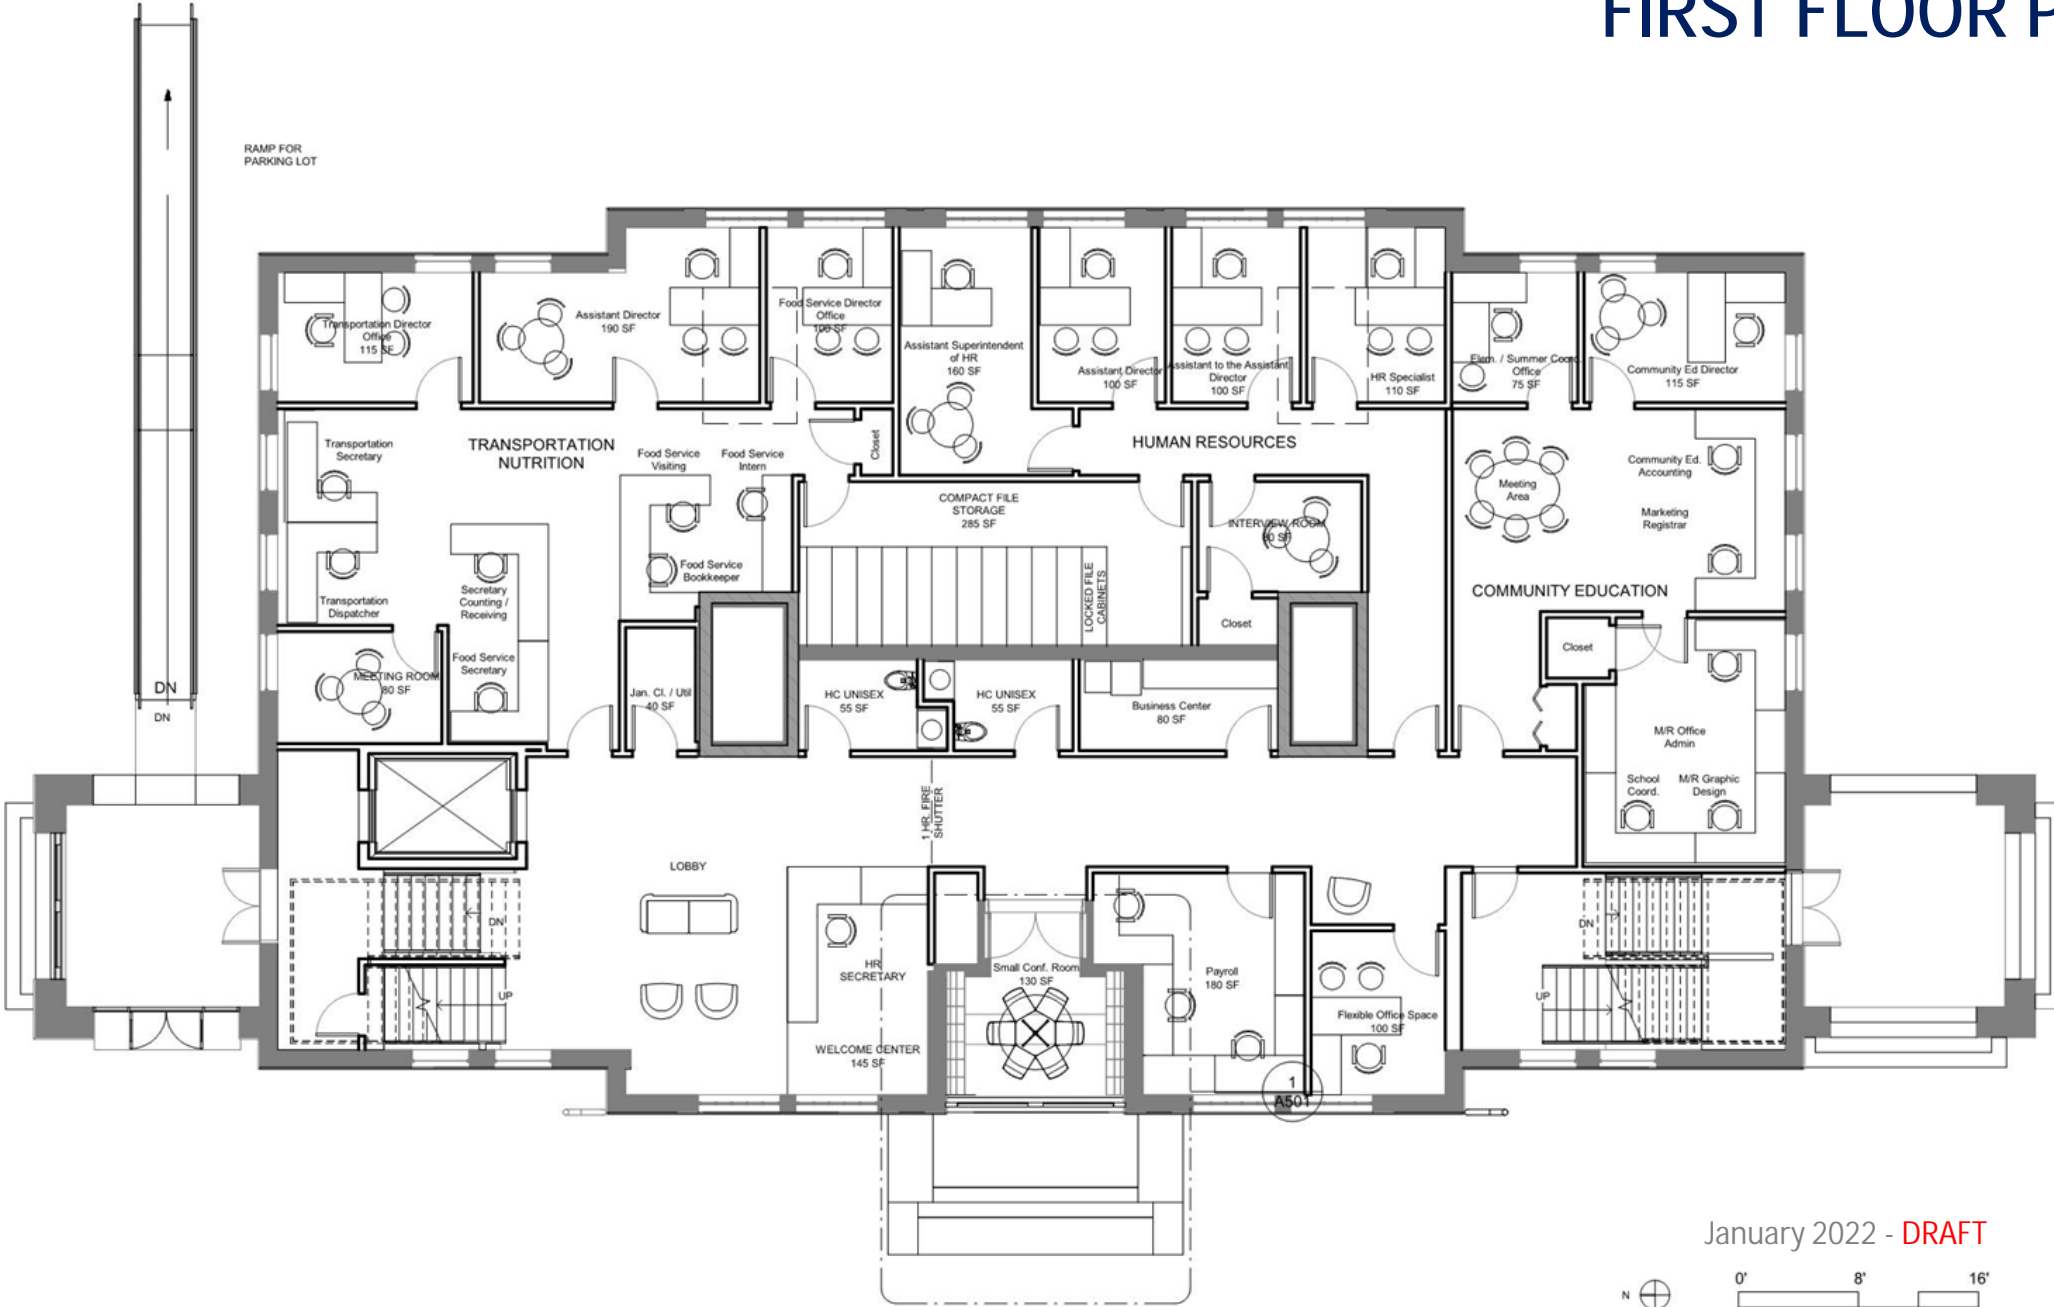 FIRST FLOOR P
RAMP FOR
PARKING LOT
DN
DN
Transportation Director
Office
115 SF
Assistant Director
190 SF
Food Service Director
Office
100 SF
Assistant Superintendent
of HR
160 SF
Assistant Director
100 SF
Assistant to the Assistant
Director
100 SF
HR Specialist
110 SF
Elem. / Summer Coord.
Office
75 SF
Community Ed Director
115 SF
Transportation
Secretary
TRANSPORTATION
NUTRITION
Food Service
Visiting
Food Service
Intern
Closet
HUMAN RESOURCES
Meeting
Area
Community Ed.
Accounting
Marketing
Registrar
COMPACT FILE
STORAGE
285 SF
INTERVIEW ROOM
80 SF
LOCKED FILE
CABINETS
Closet
COMMUNITY EDUCATION
Transportation
Dispatcher
Secretary
Counting /
Receiving
Food Service
Bookkeeper
Food Service
Secretary
MEETING ROOM
80 SF
Jan. Cl. / Util
40 SF
HC UNISEX
55 SF
HC UNISEX
55 SF
Business Center
80 SF
Closet
M/R Office
Admin
School
Coord.
M/R Graphic
Design
1 HR. FIRE
SHUTTER
LOBBY
DN
UP
HR
SECRETARY
WELCOME CENTER
145 SF
Small Conf. Room
130 SF
Payroll
180 SF
Flexible Office Space
100 SF
DN
UP
1
A501
January 2022 - DRAFT
N
0'
8'
16'